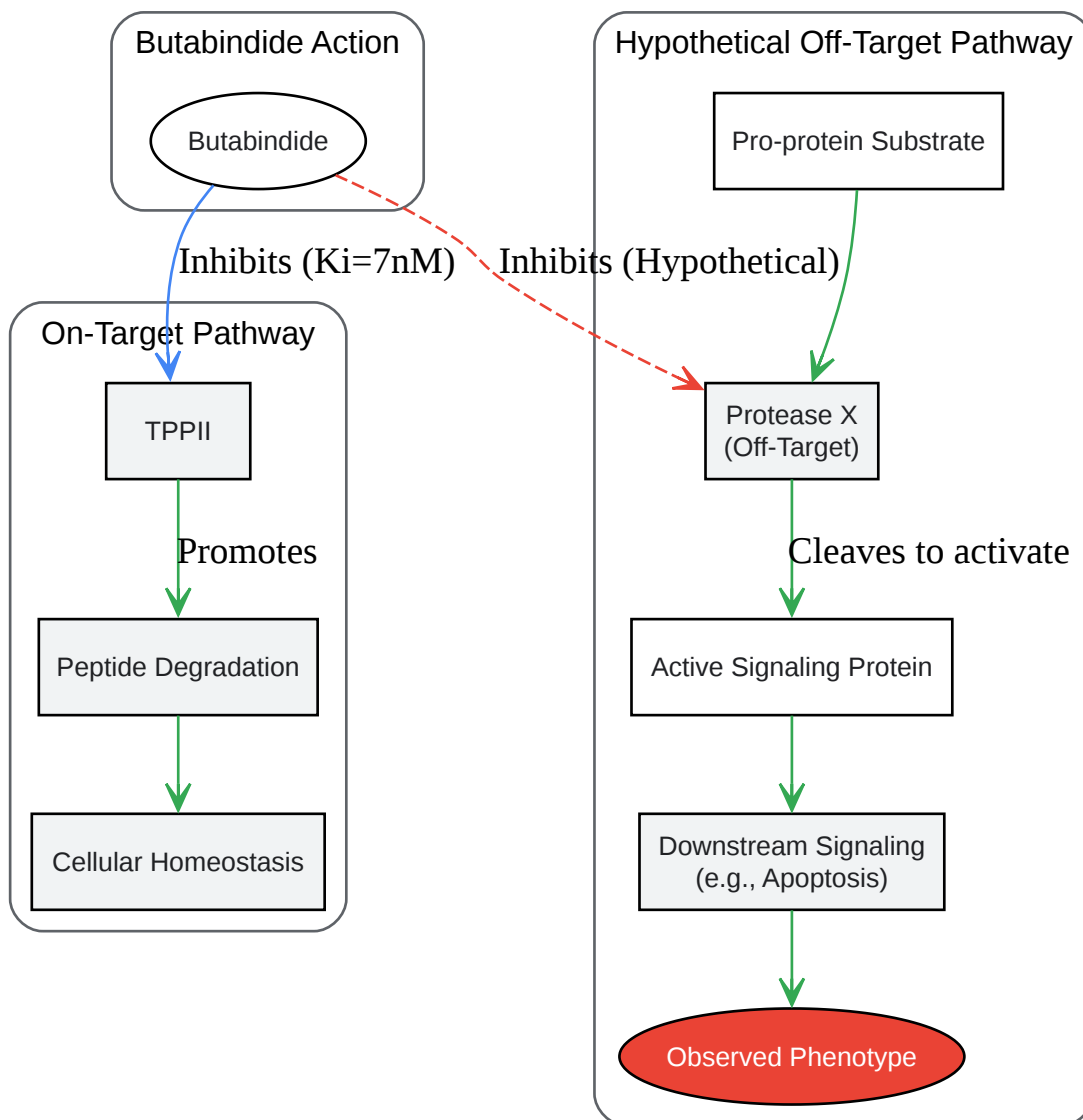 Butabindide Action
Hypothetical Off-Target Pathway
Butabindide
Pro-protein Substrate
Inhibits (Ki=7nM)
Inhibits (Hypothetical)
On-Target Pathway
TPPII
Protease X
(Off-Target)
Promotes
Cleaves to activate
Peptide Degradation
Active Signaling Protein
Cellular Homeostasis
Downstream Signaling
(e.g., Apoptosis)
Observed Phenotype